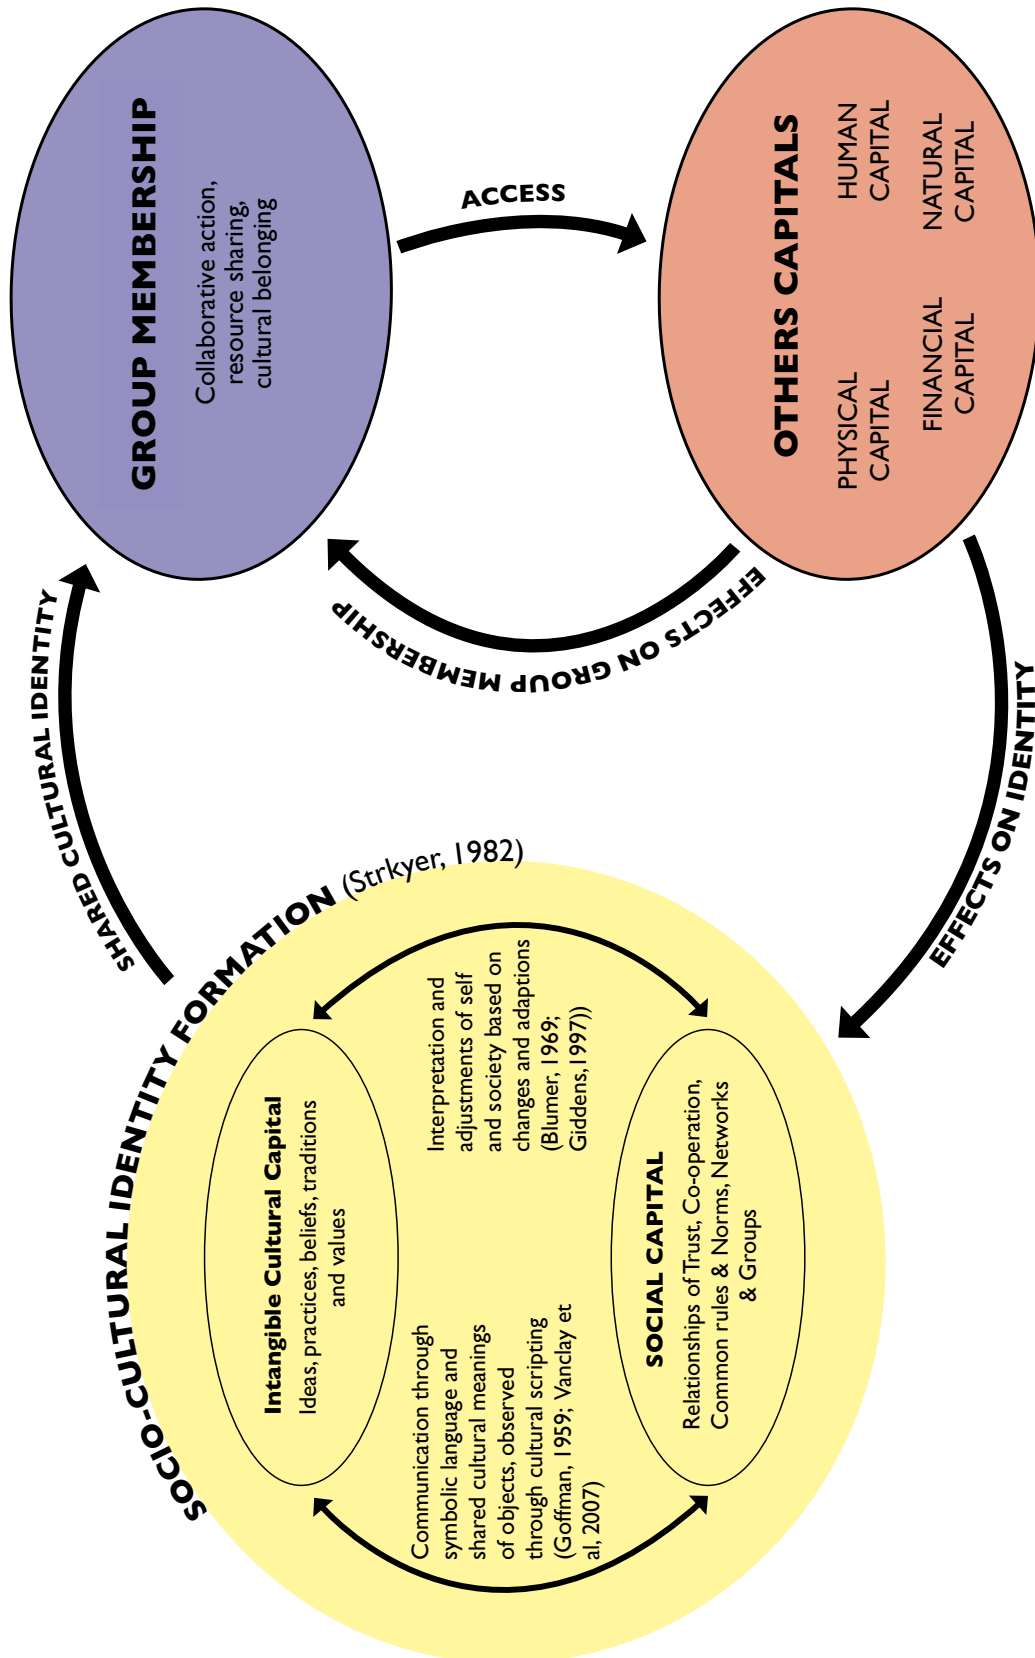 SOCIO-CULTURAL IDENTITY FORMATION (Strkyer, 1982)
Intangible Cultural Capital
Ideas, practices, beliefs, traditions
and values
Communication through
symbolic language and
shared cultural meanings
of objects, observed
through cultural scripting
(Goffman, 1959; Vanclay et
al, 2007)
Interpretation and
adjustments of self
and society based on
changes and adaptions
(Blumer, 1969;
Giddens,1997))
SOCIAL CAPITAL
Relationships of Trust, Co-operation,
Common rules & Norms, Networks
& Groups
SHARED CULTURAL IDENTITY
GROUP MEMBERSHIP
Collaborative action,
resource sharing,
cultural belonging
ACCESS
EFFECTS ON GROUP MEMBERSHIP
OTHERS CAPITALS
PHYSICAL
CAPITAL
HUMAN
CAPITAL
FINANCIAL
CAPITAL
NATURAL
CAPITAL
EFFECTS ON IDENTITY